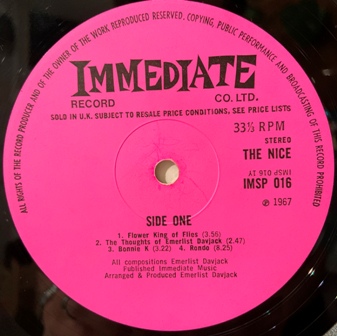 ALL RIGHTS OF THE RECORD PRODUCER AND OF THE OWNER OF THE WORK REPRODUCED RESERVED. COPYING, PUBLIC PERFORMANCE AND BROADCASTING OF THIS RECORD PROHIBITED
IMMEDIATE
RECORD CO. LTD.
SOLD IN U.K. SUBJECT TO RESALE PRICE CONDITIONS, SEE PRICE LISTS
33⅓ RPM
STEREO
THE NICE
IMSP 016 1Y
IMSP 016
℗ 1967
SIDE ONE
1. Flower King of Flies (3.55)
2. The Thoughts of Emerlist Davjack (2.47)
3. Bonnie K (3.22) 4. Rondo (8.25)
All compositions Emerlist Davjack
Published Immediate Music
Arranged & Produced Emerlist Davjack